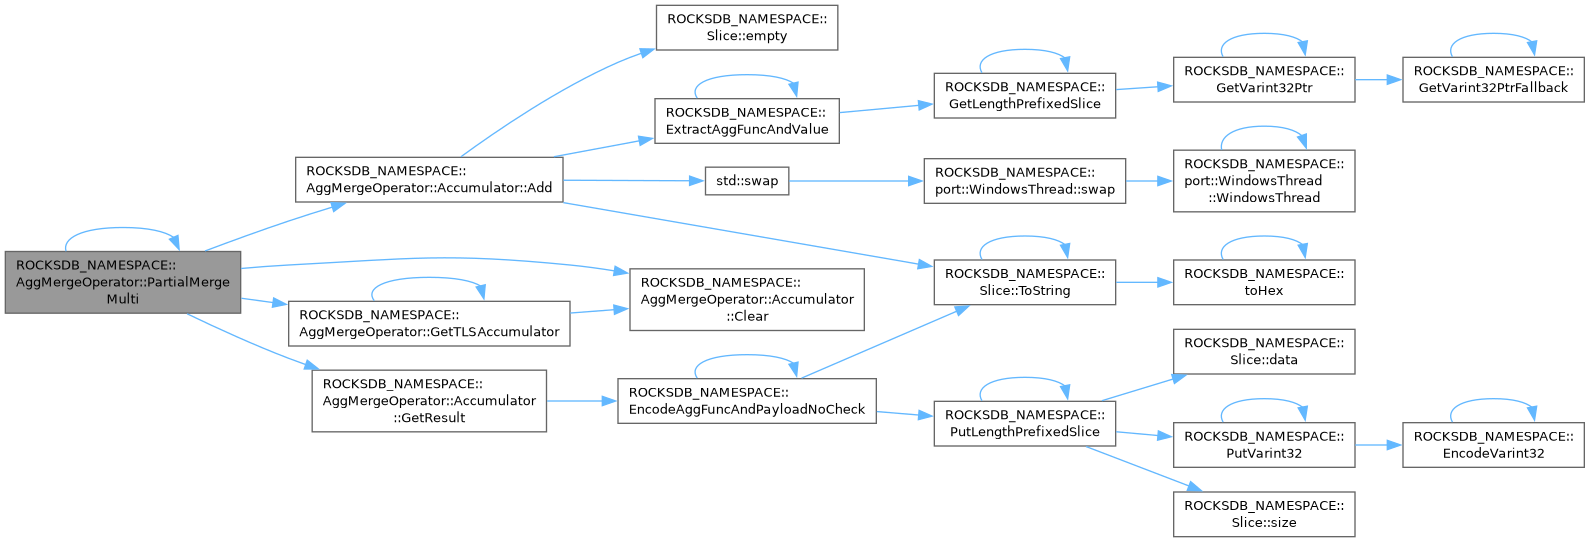 ROCKSDB_NAMESPACE::
AggMergeOperator::PartialMerge
Multi
ROCKSDB_NAMESPACE::
AggMergeOperator::Accumulator::Add
ROCKSDB_NAMESPACE::
Slice::empty
ROCKSDB_NAMESPACE::
ExtractAggFuncAndValue
ROCKSDB_NAMESPACE::
GetLengthPrefixedSlice
ROCKSDB_NAMESPACE::
GetVarint32Ptr
ROCKSDB_NAMESPACE::
GetVarint32PtrFallback
std::swap
ROCKSDB_NAMESPACE::
port::WindowsThread::swap
ROCKSDB_NAMESPACE::
port::WindowsThread
::WindowsThread
ROCKSDB_NAMESPACE::
Slice::ToString
ROCKSDB_NAMESPACE::
toHex
ROCKSDB_NAMESPACE::
AggMergeOperator::Accumulator
::Clear
ROCKSDB_NAMESPACE::
AggMergeOperator::GetTLSAccumulator
ROCKSDB_NAMESPACE::
AggMergeOperator::Accumulator
::GetResult
ROCKSDB_NAMESPACE::
EncodeAggFuncAndPayloadNoCheck
ROCKSDB_NAMESPACE::
PutLengthPrefixedSlice
ROCKSDB_NAMESPACE::
Slice::data
ROCKSDB_NAMESPACE::
PutVarint32
ROCKSDB_NAMESPACE::
EncodeVarint32
ROCKSDB_NAMESPACE::
Slice::size